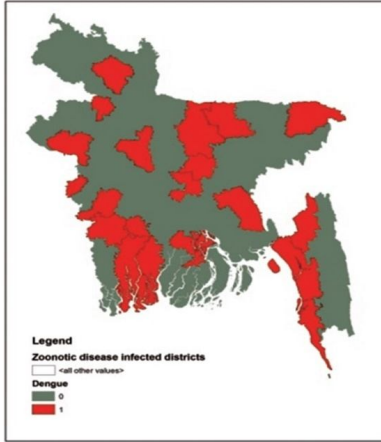 Legend
Zoonotic disease infected districts
<all other values>
Dengue
0
1